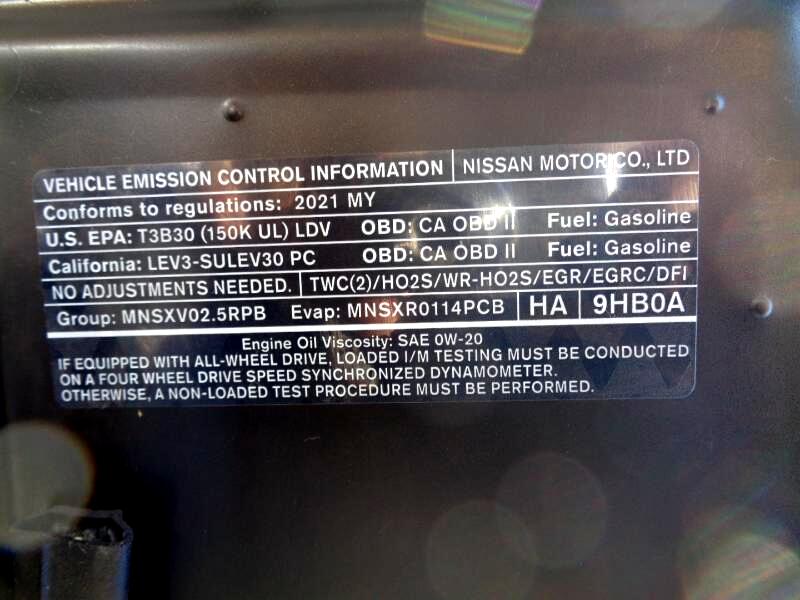 VEHICLE EMISSION CONTROL INFORMATION NISSAN MOTOR CO., LTD
Conforms to regulations: 2021 MY
U.S. EPA: T3B30 (150K UL) LDV OBD: CA OBD II Fuel: Gasoline
California: LEV3-SULEV30 PC OBD: CA OBD II Fuel: Gasoline
NO ADJUSTMENTS NEEDED. TWC(2)/HO2S/WR-HO2S/EGR/EGRC/DFI
Group: MNSXV02.5RPB Evap: MNSXR0114PCB HA 9HB0A
Engine Oil Viscosity: SAE 0W-20
IF EQUIPPED WITH ALL-WHEEL DRIVE, LOADED I/M TESTING MUST BE CONDUCTED
ON A FOUR WHEEL DRIVE SPEED SYNCHRONIZED DYNAMOMETER.
OTHERWISE, A NON-LOADED TEST PROCEDURE MUST BE PERFORMED.